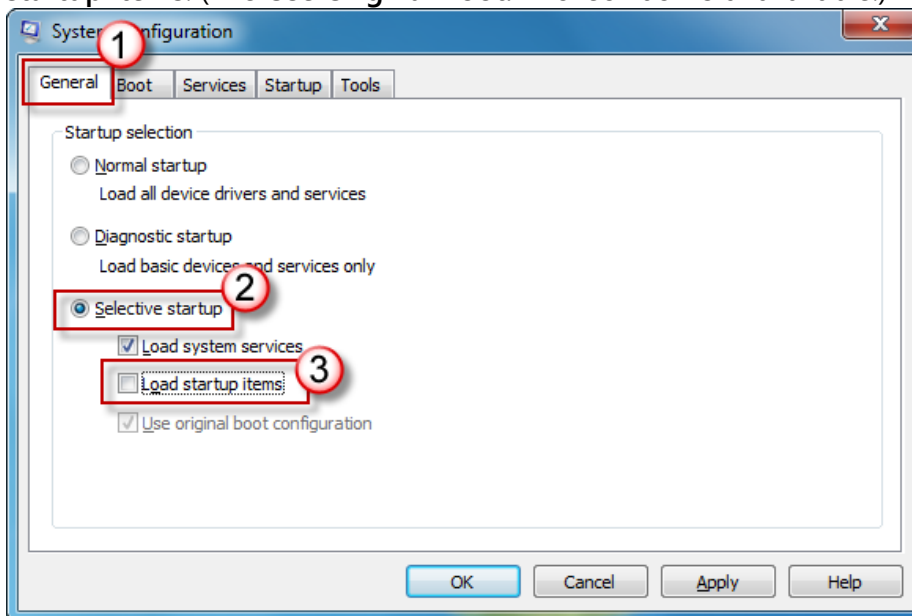 System Configuration
1
General Boot Services Startup Tools
Startup selection
Normal startup
Load all device drivers and services
Diagnostic startup
Load basic devices and services only
2
Selective startup
Load system services
3
Load startup items
Use original boot configuration
OK Cancel Apply Help